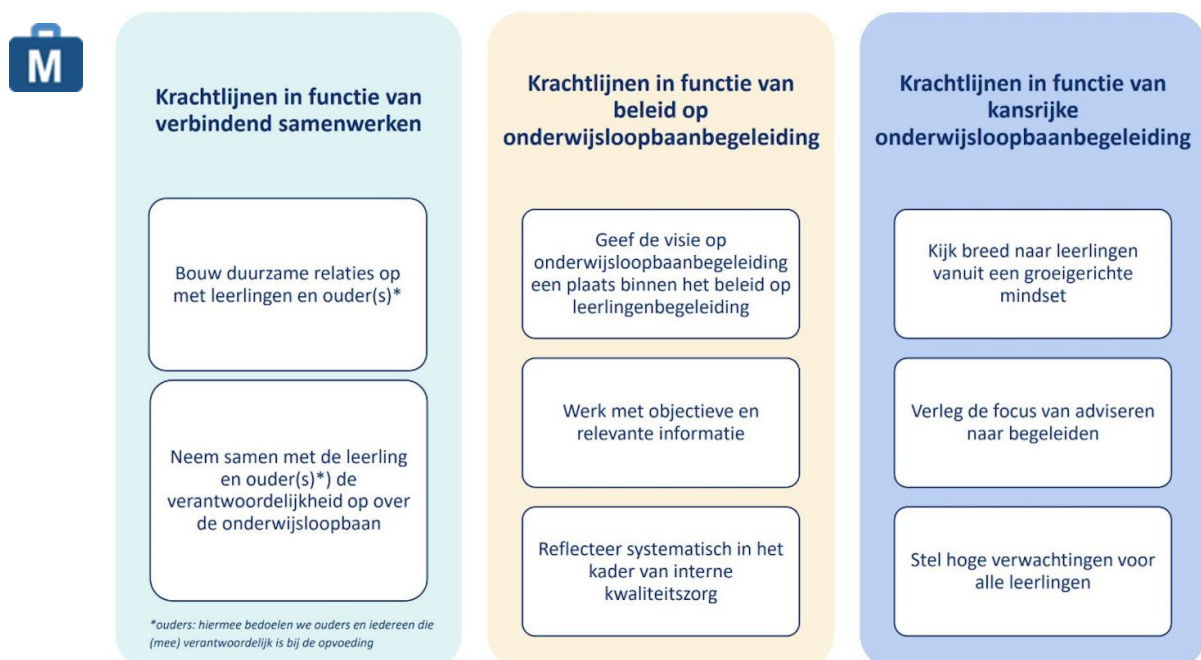 M
Krachtlijnen in functie van
verbindend samenwerken
Bouw duurzame relaties op
met leerlingen en ouder(s)*
Neem samen met de leerling
en ouder(s)*) de
verantwoordelijkheid op over
de onderwijsloopbaan
*ouders: hiermee bedoelen we ouders en iedereen die
(mee) verantwoordelijk is bij de opvoeding
Krachtlijnen in functie van
beleid op
onderwijsloopbaanbegeleiding
Geef de visie op
onderwijsloopbaanbegeleiding
een plaats binnen het beleid op
leerlingenbegeleiding
Werk met objectieve en
relevante informatie
Reflecteer systematisch in het
kader van interne
kwaliteitszorg
Krachtlijnen in functie van
kansrijke
onderwijsloopbaanbegeleiding
Kijk breed naar leerlingen
vanuit een groeigerichte
mindset
Verleg de focus van adviseren
naar begeleiden
Stel hoge verwachtingen voor
alle leerlingen